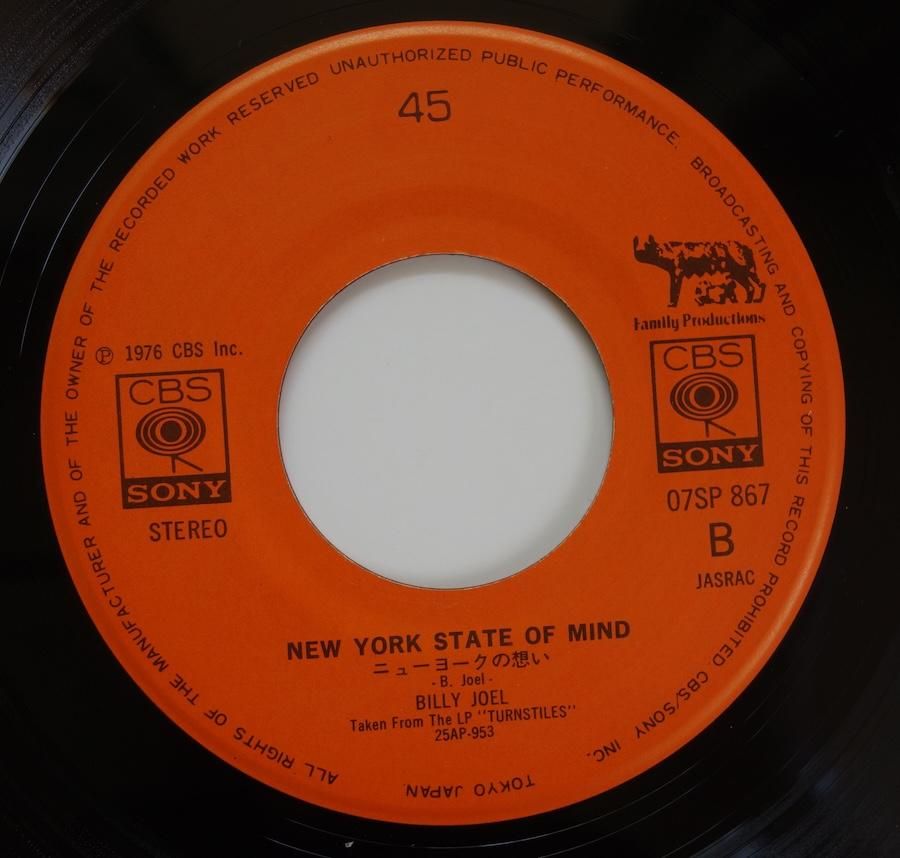 ALL RIGHTS OF THE MANUFACTURER AND OF THE OWNER OF THE RECORDED WORK RESERVED UNAUTHORIZED PUBLIC PERFORMANCE. BROADCASTING AND COPYING OF THIS RECORD PROHIBITED CBS/SONY INC. TOKYO JAPAN
45
Family Productions
℗ 1976 CBS Inc.
CBS
SONY
STEREO
CBS
SONY
07SP 867
B
JASRAC
NEW YORK STATE OF MIND
ニューヨークの想い
- B. Joel -
BILLY JOEL
Taken From The LP "TURNSTILES"
25AP-953